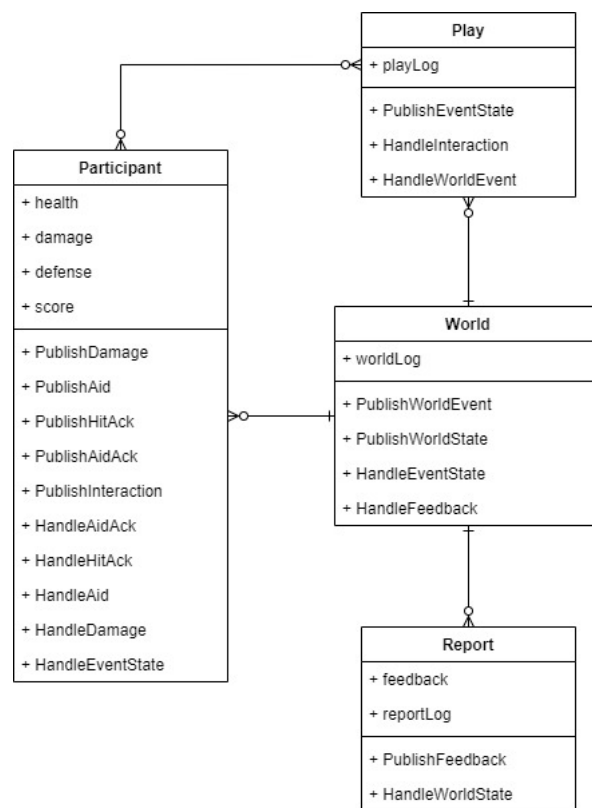 Play
+ playLog
+ PublishEventState
+ HandleInteraction
+ HandleWorldEvent
Participant
+ health
+ damage
+ defense
+ score
+ PublishDamage
+ PublishAid
+ PublishHitAck
+ PublishAidAck
+ PublishInteraction
+ HandleAidAck
+ HandleHitAck
+ HandleAid
+ HandleDamage
+ HandleEventState
World
+ worldLog
+ PublishWorldEvent
+ PublishWorldState
+ HandleEventState
+ HandleFeedback
Report
+ feedback
+ reportLog
+ PublishFeedback
+ HandleWorldState